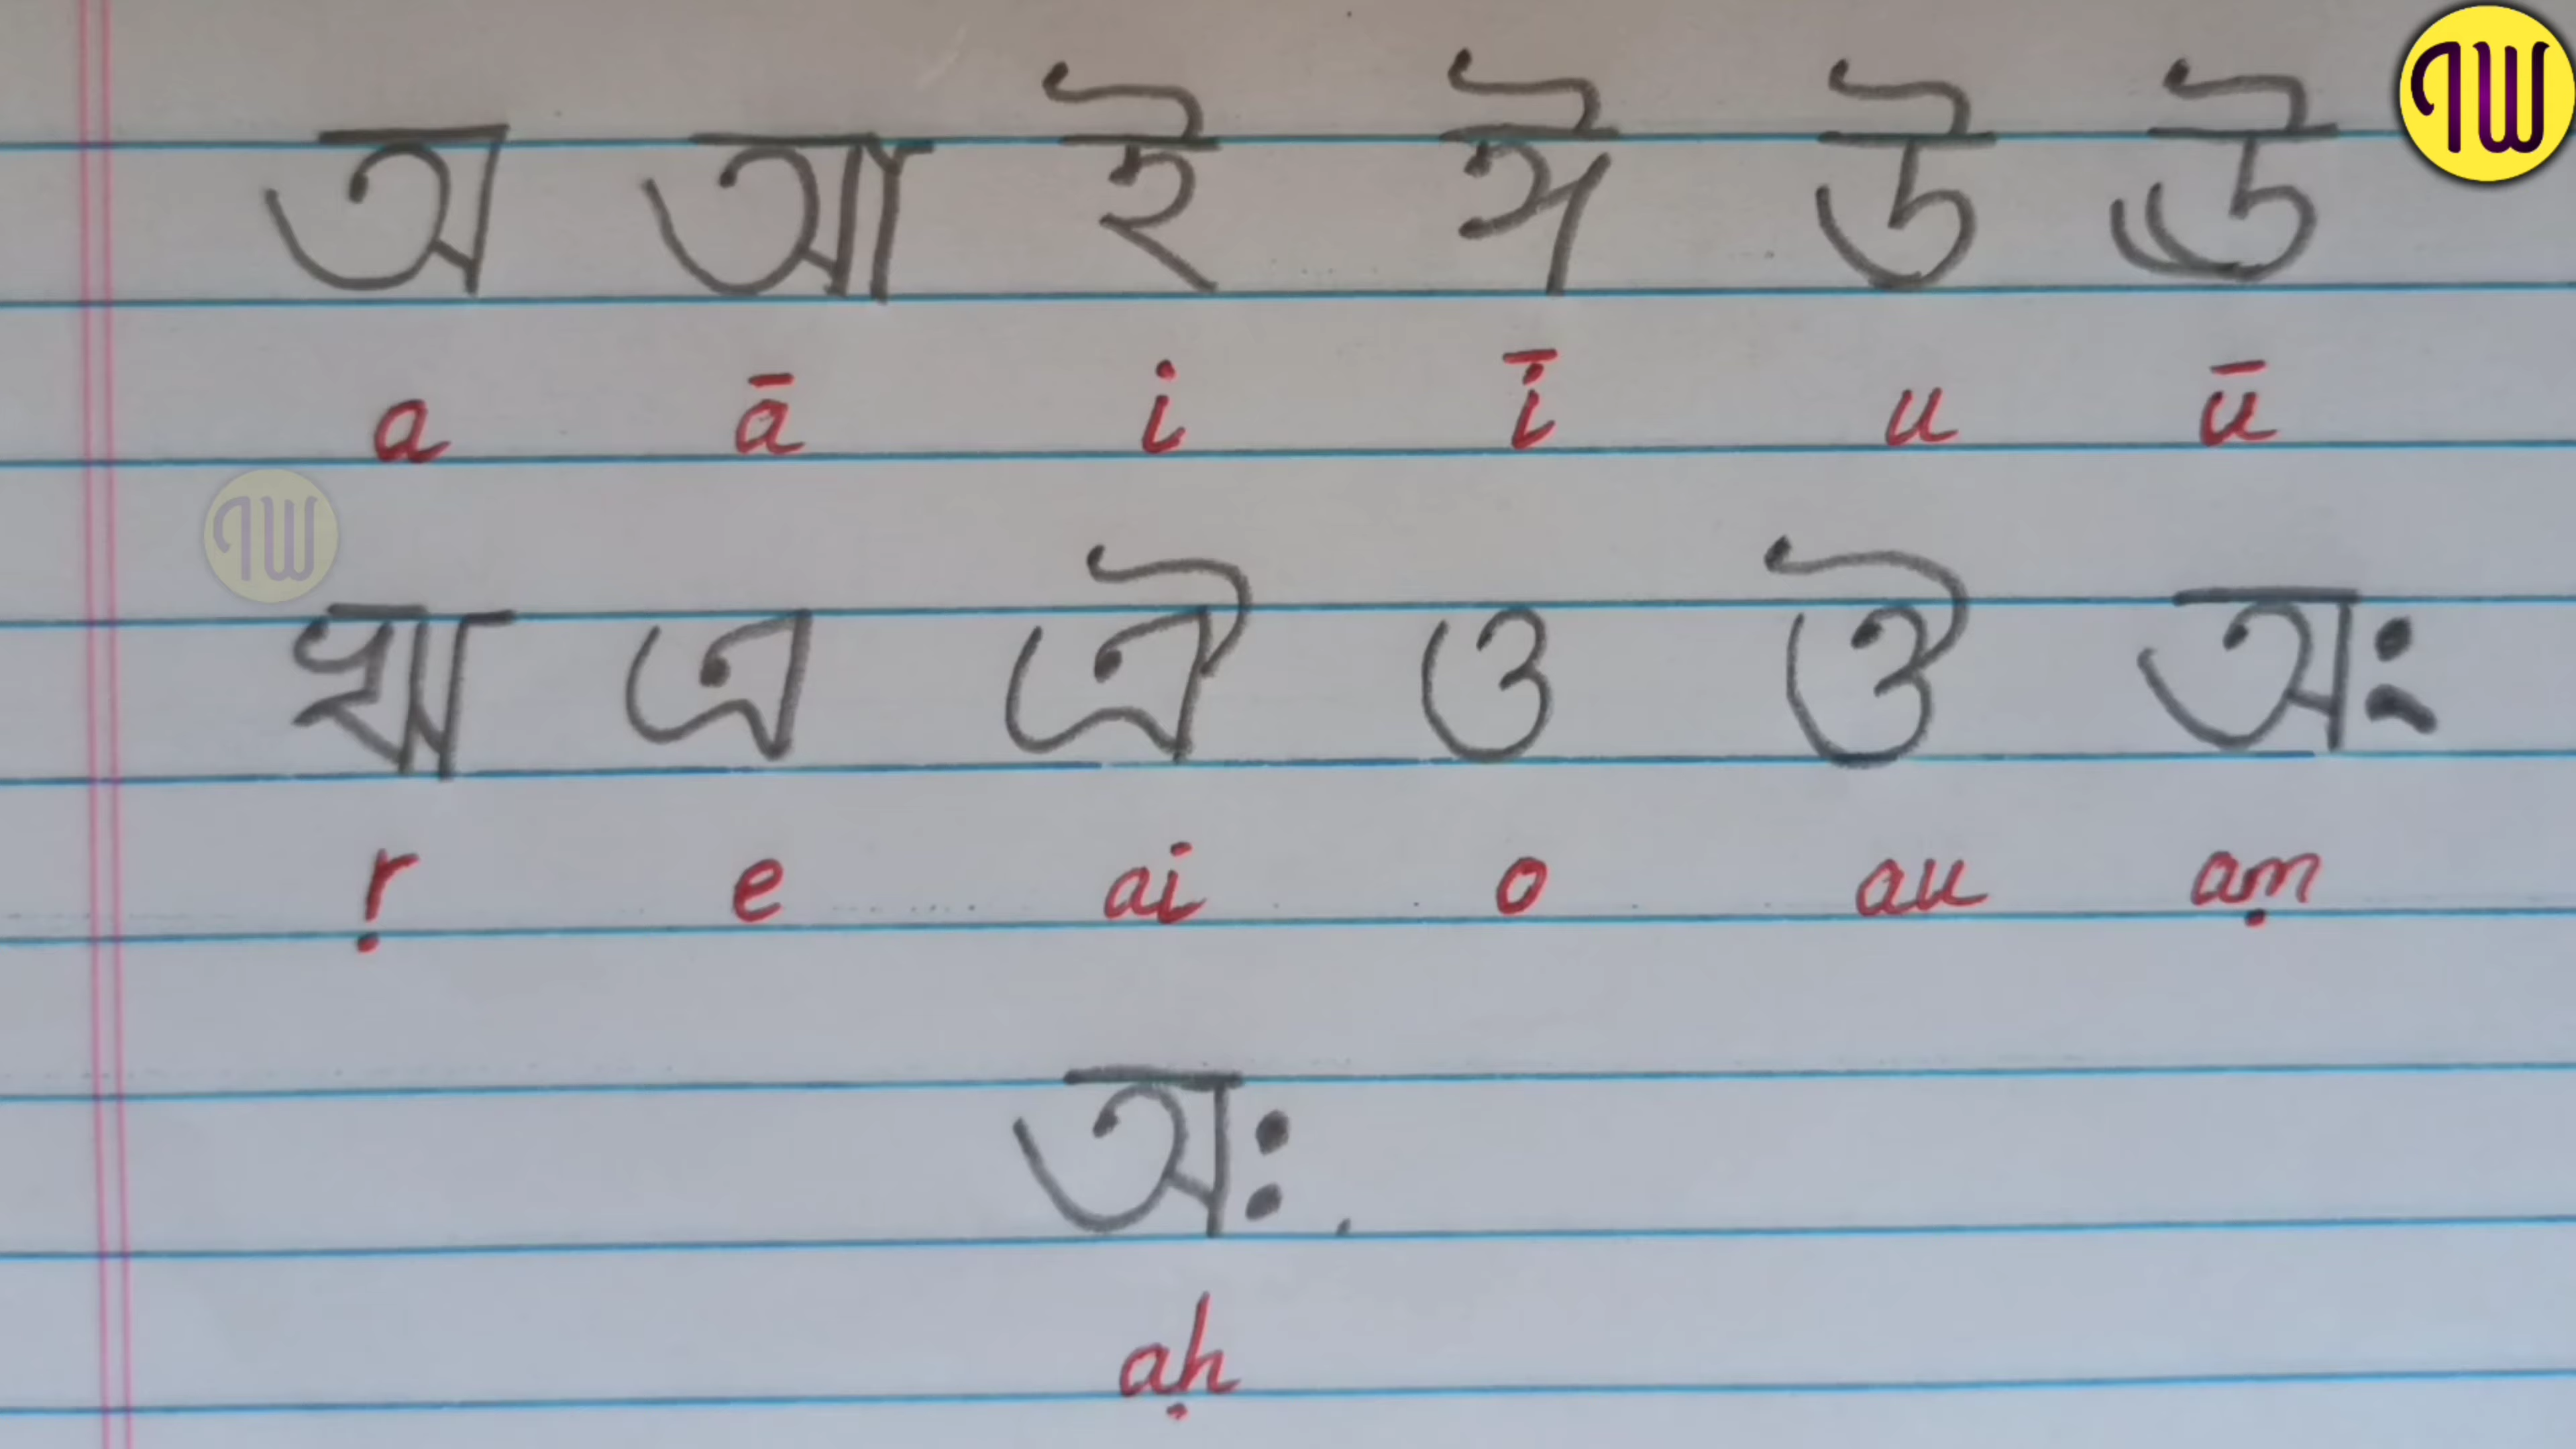 অ আ ই ঈ উ ঊ
a ā i ī u ū
ঋ এ ঐ ও ঔ অঃ
ṛ e ai o au aṃ
অঃ
aḥ